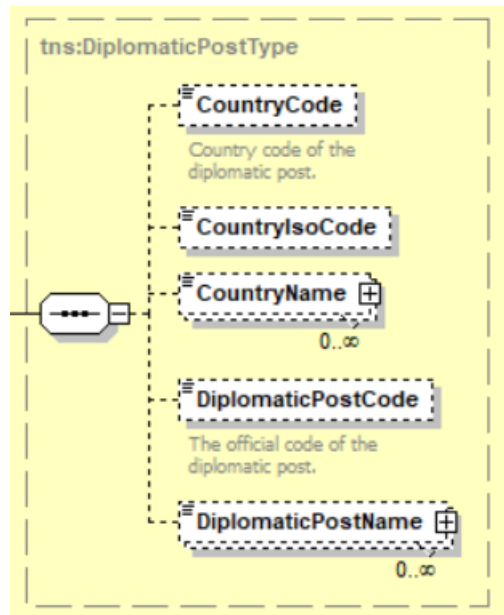 tns:DiplomaticPostType
CountryCode
Country code of the
diplomatic post.
CountryIsoCode
CountryName
0..∞
DiplomaticPostCode
The official code of the
diplomatic post.
DiplomaticPostName
0..∞